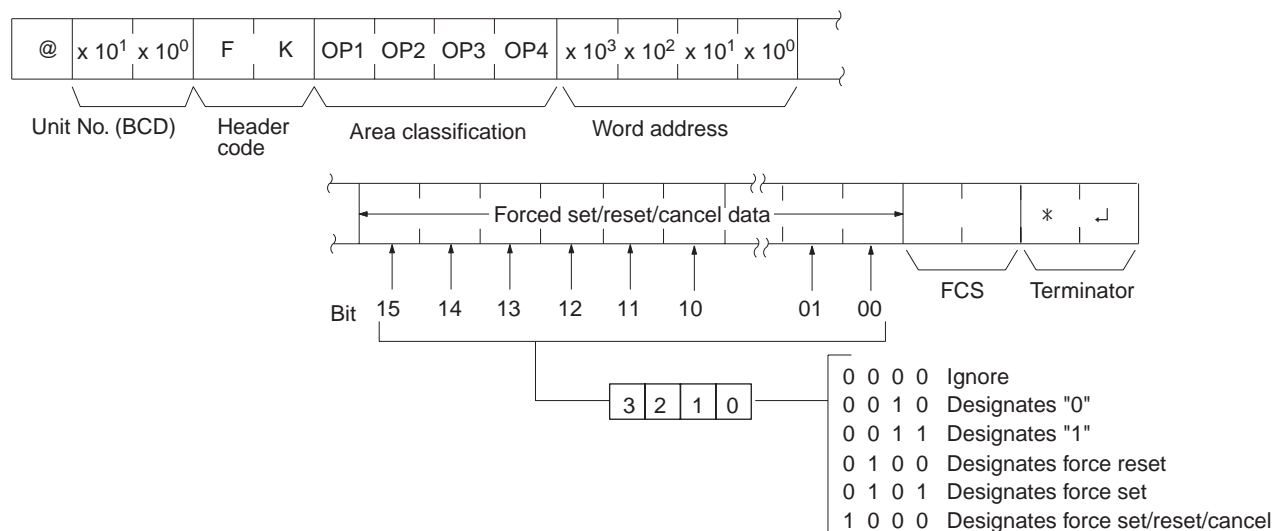 @ x 10¹ x 10⁰ F K OP1 OP2 OP3 OP4 x 10³ x 10² x 10¹ x 10⁰
Unit No. (BCD) Header code Area classification Word address
Forced set/reset/cancel data * ↵
Bit 15 14 13 12 11 10 01 00 FCS Terminator
3 2 1 0
0 0 0 0 Ignore
0 0 1 0 Designates "0"
0 0 1 1 Designates "1"
0 1 0 0 Designates force reset
0 1 0 1 Designates force set
1 0 0 0 Designates force set/reset/cancel